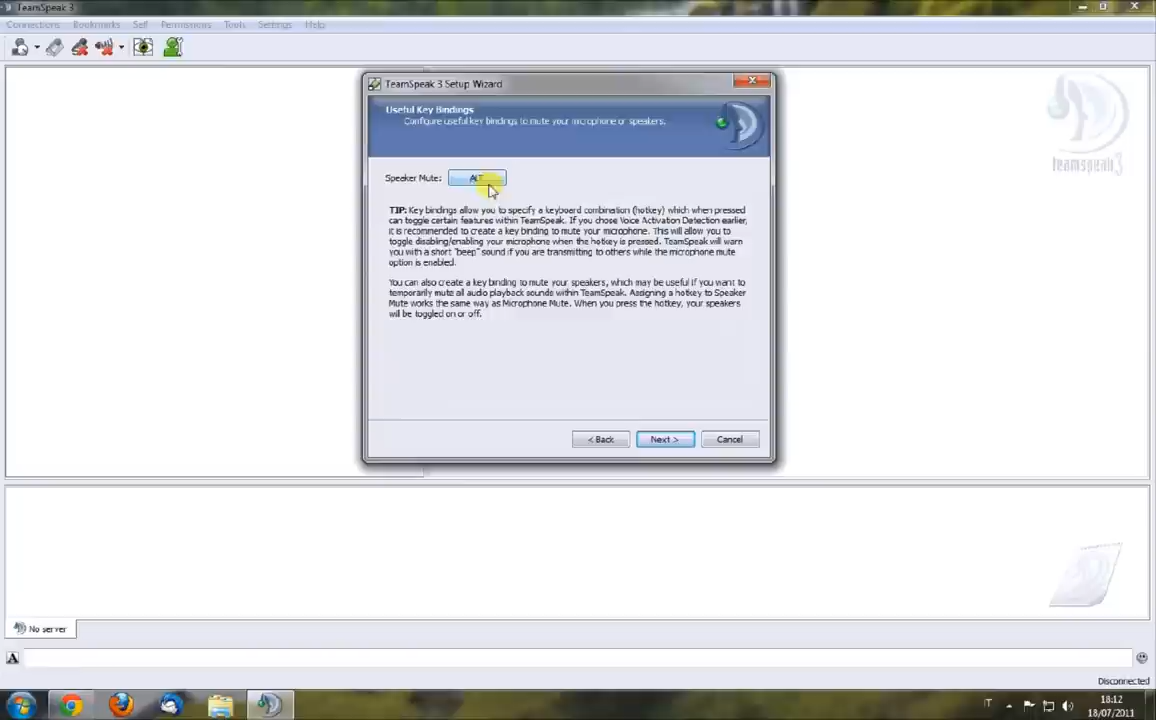 TeamSpeak 3
Connections Bookmarks Self Permissions Tools Settings Help
teamspeak3
TeamSpeak 3 Setup Wizard
Useful Key Bindings
Configure useful key bindings to mute your microphone or speakers.
Speaker Mute: ALT
TIP: Key bindings allow you to specify a keyboard combination (hotkey) which when pressed
can toggle certain features within TeamSpeak. If you chose Voice Activation Detection earlier,
it is recommended to create a key binding to mute your microphone. This will allow you to
toggle disabling/enabling your microphone when the hotkey is pressed. TeamSpeak will warn
you with a short "beep" sound if you are transmitting to others while the microphone mute
option is enabled.
You can also create a key binding to mute your speakers, which may be useful if you want to
temporarily mute all audio playback sounds within TeamSpeak. Assigning a hotkey to Speaker
Mute works the same way as Microphone Mute. When you press the hotkey, your speakers
will be toggled on or off.
< Back Next > Cancel
No server
A
Disconnected
IT 18:12
18/07/2011